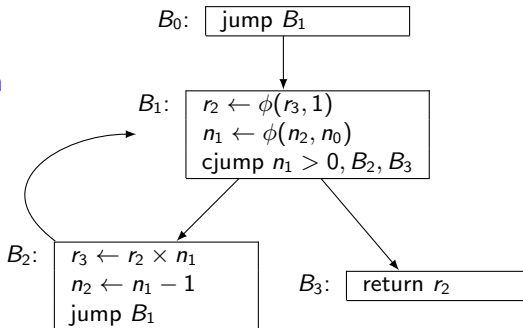 B₀: jump B₁
B₁: r₂ ← ϕ(r₃, 1)
n₁ ← ϕ(n₂, n₀)
cjump n₁ > 0, B₂, B₃
B₂: r₃ ← r₂ × n₁
n₂ ← n₁ − 1
jump B₁
B₃: return r₂